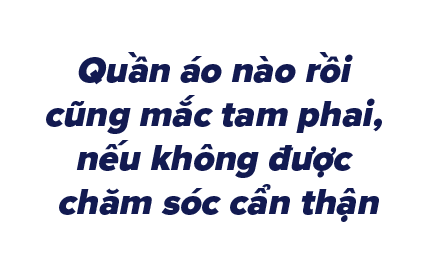 Quần áo nào rồi
cũng mắc tam phai,
nếu không được
chăm sóc cẩn thận